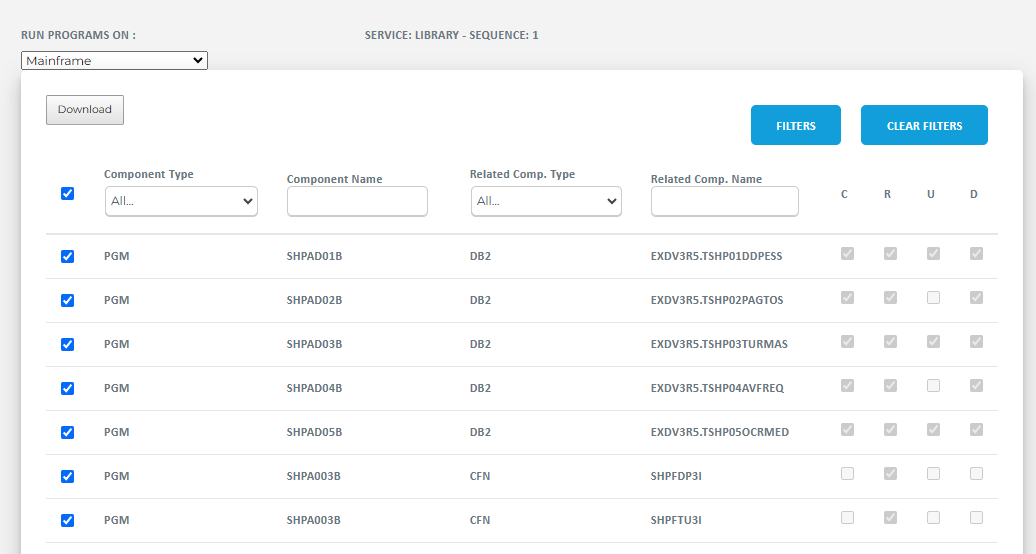 RUN PROGRAMS ON :
SERVICE: LIBRARY - SEQUENCE: 1
Mainframe
Download
FILTERS
CLEAR FILTERS
Component Type
Component Name
Related Comp. Type
Related Comp. Name
C R U D
All...
All...
PGM SHPAD01B DB2 EXDV3R5.TSHP01DDPESS
PGM SHPAD02B DB2 EXDV3R5.TSHP02PAGTOS
PGM SHPAD03B DB2 EXDV3R5.TSHP03TURMAS
PGM SHPAD04B DB2 EXDV3R5.TSHP04AVFREQ
PGM SHPAD05B DB2 EXDV3R5.TSHP05OCRMED
PGM SHPA003B CFN SHPFDP3I
PGM SHPA003B CFN SHPFTU3I